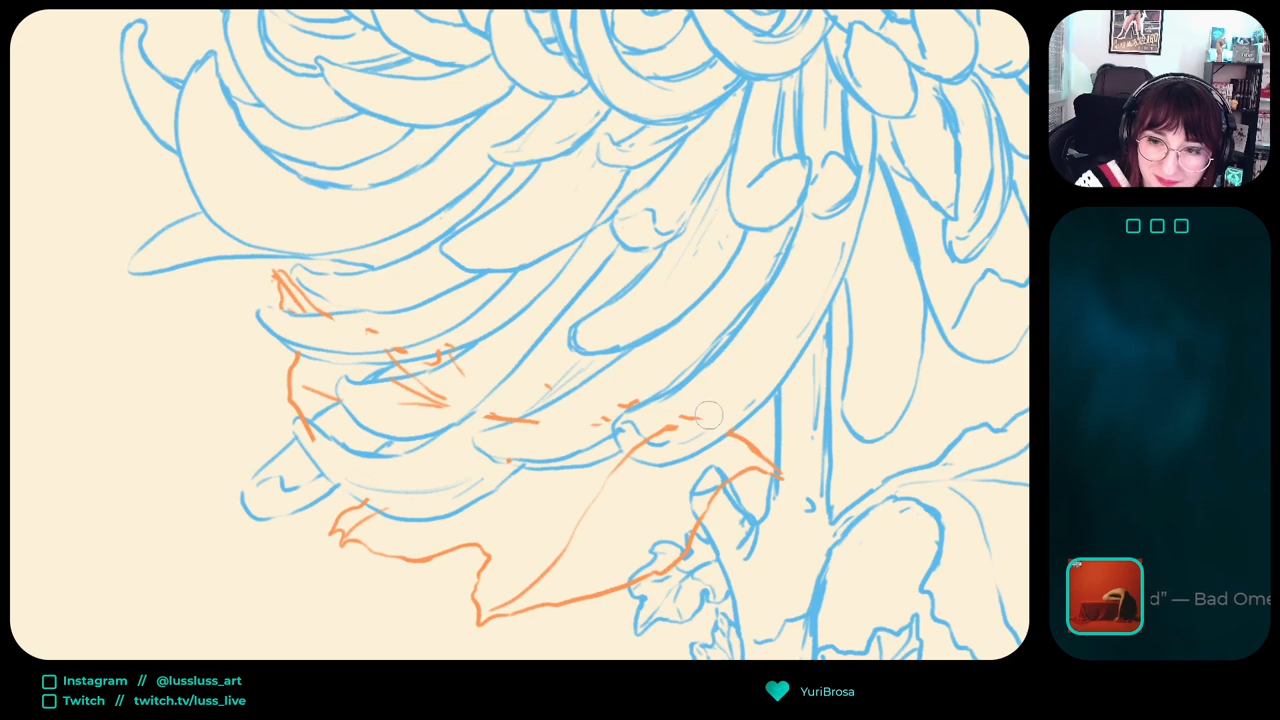 d” — Bad Ome
Instagram // @lussluss_art
Twitch // twitch.tv/luss_live
YuriBrosa